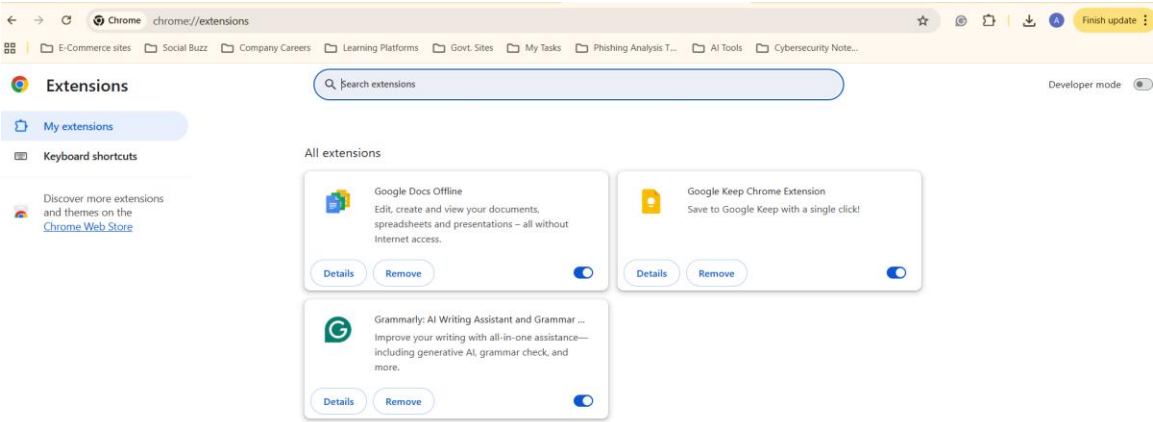 Chrome chrome://extensions A Finish update
E-Commerce sites Social Buzz Company Careers Learning Platforms Govt. Sites My Tasks Phishing Analysis T... AI Tools Cybersecurity Note...
Extensions
Search extensions
Developer mode
My extensions
Keyboard shortcuts
Discover more extensions
and themes on the
Chrome Web Store
All extensions
Google Docs Offline
Edit, create and view your documents,
spreadsheets and presentations – all without
Internet access.
Details Remove
Google Keep Chrome Extension
Save to Google Keep with a single click!
Details Remove
Grammarly: AI Writing Assistant and Grammar ...
Improve your writing with all-in-one assistance—
including generative AI, grammar check, and
more.
Details Remove